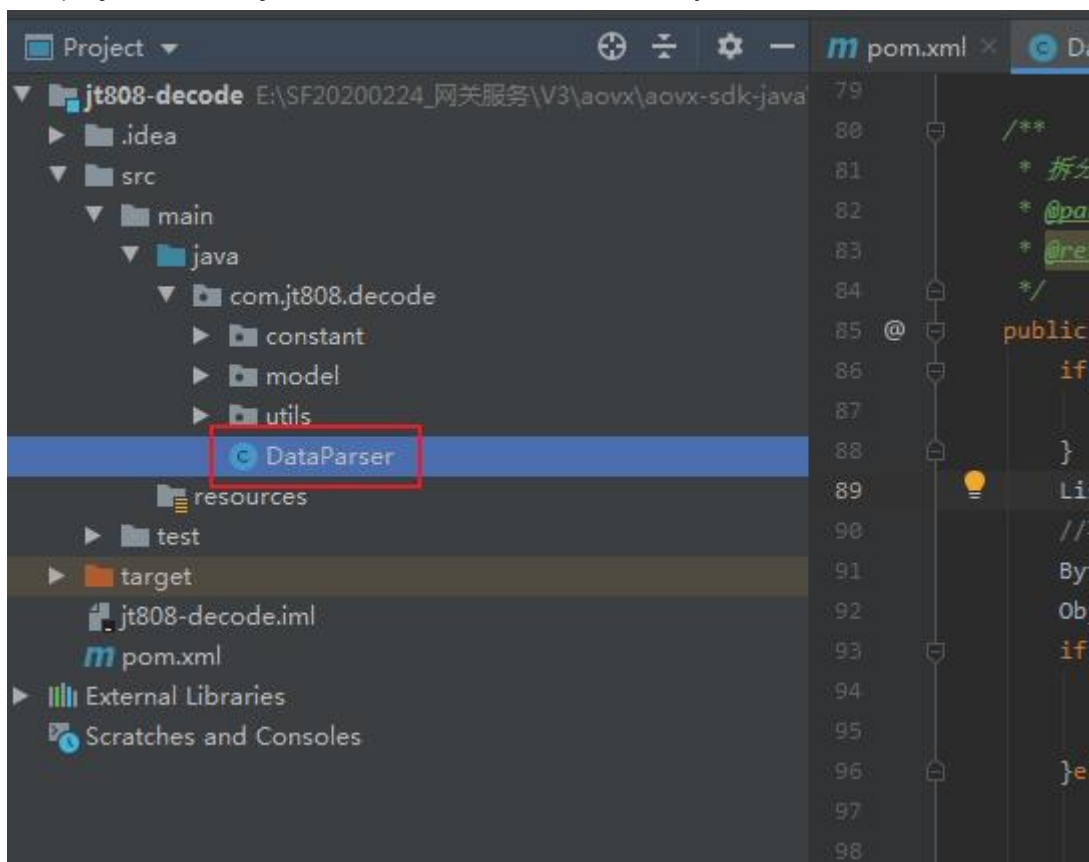 Project
jt808-decode E:\SF20200224_网关服务\V3\aovx\aovx-sdk-java
.idea
src
main
java
com.jt808.decode
constant
model
utils
DataParser
resources
test
target
jt808-decode.iml
pom.xml
External Libraries
Scratches and Consoles
pom.xml
79
80 /**
81 * 拆分
82 * @pa
83 * @re
84 */
85 @ public
86 if
87
88 }
89 Li
90 //
91 By
92 Ob
93 if
94
95
96 }e
97
98